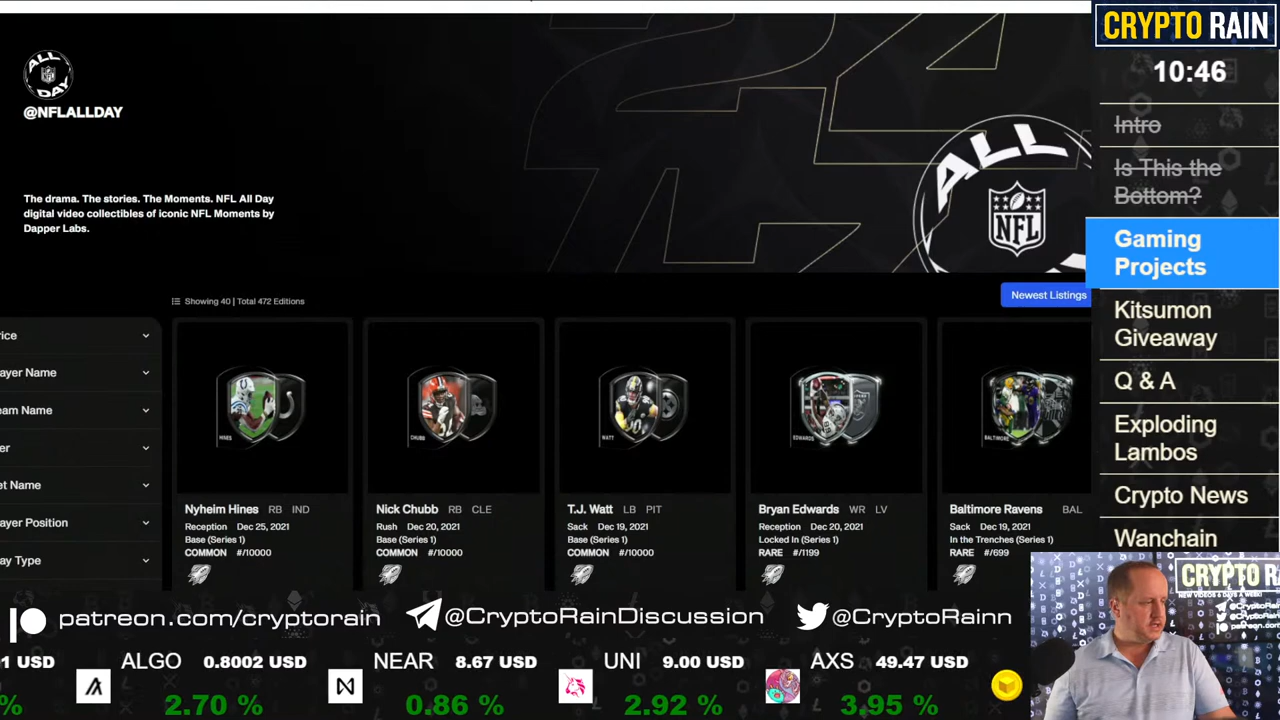 ALL
NFL
DAY
@NFLALLDAY
The drama. The stories. The Moments. NFL All Day
digital video collectibles of iconic NFL Moments by
Dapper Labs.
ALL
NFL
Showing 40 | Total 472 Editions
Newest Listings
rice
ayer Name
eam Name
er
et Name
ayer Position
ay Type
HINES
Nyheim Hines RB IND
Reception Dec 25, 2021
Base (Series 1)
COMMON #/10000
CHUBB
Nick Chubb RB CLE
Rush Dec 20, 2021
Base (Series 1)
COMMON #/10000
WATT
T.J. Watt LB PIT
Sack Dec 19, 2021
Base (Series 1)
COMMON #/10000
EDWARDS
Bryan Edwards WR LV
Reception Dec 20, 2021
Locked In (Series 1)
RARE #/1199
BALTIMORE
Baltimore Ravens BAL
Sack Dec 19, 2021
In the Trenches (Series 1)
RARE #/699
CRYPTO RAIN
10:46
Intro
Is This the
Bottom?
Gaming
Projects
Kitsumon
Giveaway
Q & A
Exploding
Lambos
Crypto News
Wanchain
CRYPTO RA
patreon.com/cryptorain
@CryptoRainDiscussion
@CryptoRainn
1 USD
%
ALGO 0.8002 USD
2.70 %
NEAR 8.67 USD
0.86 %
UNI 9.00 USD
2.92 %
AXS 49.47 USD
3.95 %